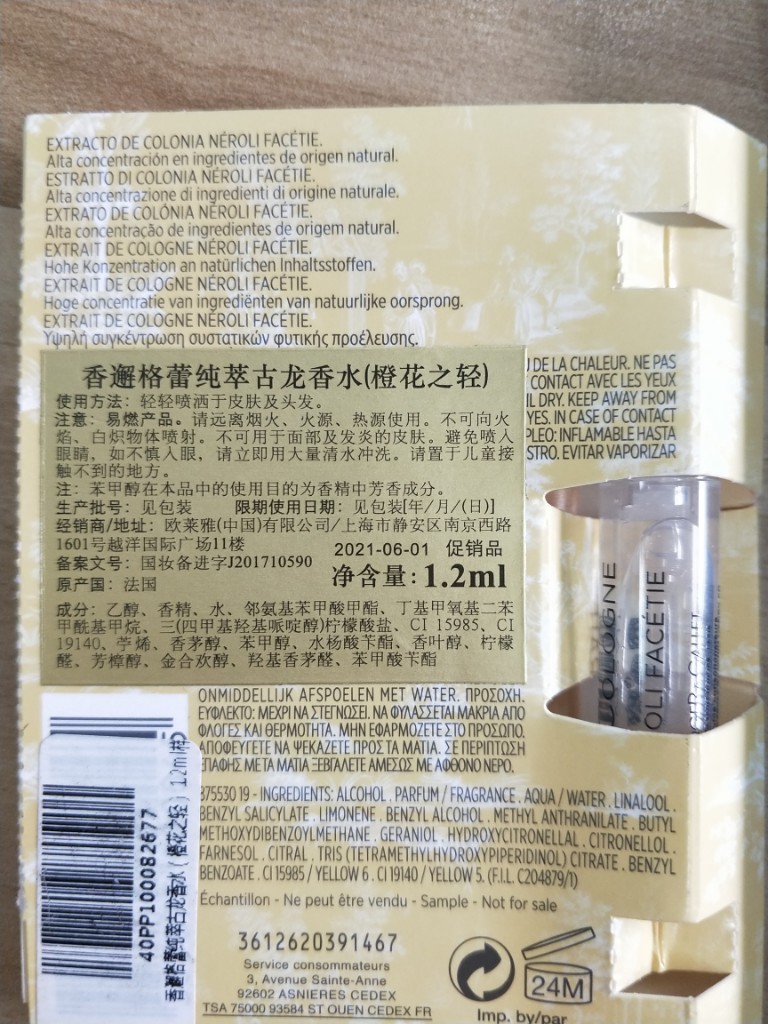 EXTRACTO DE COLONIA NÉROLI FACÉTIE.
Alta concentración en ingredientes de origen natural.
ESTRATTO DI COLONIA NÉROLI FACÉTIE.
Alta concentrazione di ingredienti di origine naturale.
EXTRATO DE COLÓNIA NÉROLI FACÉTIE.
Alta concentração de ingredientes de origem natural.
EXTRAIT DE COLOGNE NÉROLI FACÉTIE.
Hohe Konzentration an natürlichen Inhaltsstoffen.
EXTRAIT DE COLOGNE NÉROLI FACÉTIE.
Hoge concentratie van ingrediënten van natuurlijke oorsprong.
EXTRAIT DE COLOGNE NÉROLI FACÉTIE.
Υψηλή συγκέντρωση συστατικών φυτικής προέλευσης.
DE LA CHALEUR. NE PAS
CONTACT AVEC LES YEUX
DRY. KEEP AWAY FROM
YES. IN CASE OF CONTACT
PLEO: INFLAMABLE HASTA
STRO. EVITAR VAPORIZAR
香邂格蕾纯萃古龙香水(橙花之轻)
使用方法：轻轻喷洒于皮肤及头发。
注意：易燃产品。请远离烟火、火源、热源使用。不可向火
焰、白炽物体喷射。不可用于面部及发炎的皮肤。避免喷入
眼睛，如不慎入眼，请立即用大量清水冲洗。请置于儿童接
触不到的地方。
注：苯甲醇在本品中的使用目的为香精中芳香成分。
生产批号：见包装 限期使用日期：见包装[年/月/(日)]
经销商/地址：欧莱雅(中国)有限公司/上海市静安区南京西路
1601号越洋国际广场11楼
2021-06-01 促销品
备案文号：国妆备进字J201710590
原产国：法国
净含量：1.2ml
成分：乙醇、香精、水、邻氨基苯甲酸甲酯、丁基甲氧基二苯
甲酰基甲烷、三(四甲基羟基哌啶醇)柠檬酸盐、CI 15985、CI
19140、苧烯、香茅醇、苯甲醇、水杨酸苄酯、香叶醇、柠檬
醛、芳樟醇、金合欢醇、羟基香茅醛、苯甲酸苄酯
OLOGNE
OLI FACÉTIE
ONMIDDELLIJK AFSPOELEN MET WATER. ΠΡΟΣΟΧΗ.
ΕΥΦΛΕΚΤΟ: ΜΕΧΡΙ ΝΑ ΣΤΕΓΝΩΣΕΙ. ΝΑ ΦΥΛΑΣΣΕΤΑΙ ΜΑΚΡΙΑ ΑΠΟ
ΦΛΟΓΕΣ ΚΑΙ ΘΕΡΜΟΤΗΤΑ. ΜΗΝ ΕΦΑΡΜΟΖΕΤΕ ΣΤΟ ΠΡΟΣΩΠΟ.
ΑΠΟΦΕΥΓΕΤΕ ΝΑ ΨΕΚΑΖΕΤΕ ΠΡΟΣ ΤΑ ΜΑΤΙΑ. ΣΕ ΠΕΡΙΠΤΩΣΗ
ΕΠΑΦΗΣ ΜΕ ΤΑ ΜΑΤΙΑ ΞΕΒΓΑΛΕΤΕ ΑΜΕΣΩΣ ΜΕ ΑΦΘΟΝΟ ΝΕΡΟ.
87553019 - INGREDIENTS: ALCOHOL . PARFUM / FRAGRANCE . AQUA / WATER . LINALOOL .
BENZYL SALICYLATE . LIMONENE . BENZYL ALCOHOL . METHYL ANTHRANILATE . BUTYL
METHOXYDIBENZOYLMETHANE . GERANIOL . HYDROXYCITRONELLAL . CITRONELLOL .
FARNESOL . CITRAL . TRIS (TETRAMETHYLHYDROXYPIPERIDINOL) CITRATE . BENZYL
BENZOATE . CI 15985 / YELLOW 6 . CI 19140 / YELLOW 5. (F.I.L. C204879/1)
Échantillon - Ne peut être vendu - Sample - Not for sale
40PP100082677
香邂格蕾纯萃古龙香水（橙花之轻）1.2ml
3612620391467
Service consommateurs
3, Avenue Sainte-Anne
92602 ASNIERES CEDEX
TSA 75000 93584 ST OUEN CEDEX FR
24M
Imp. by/par